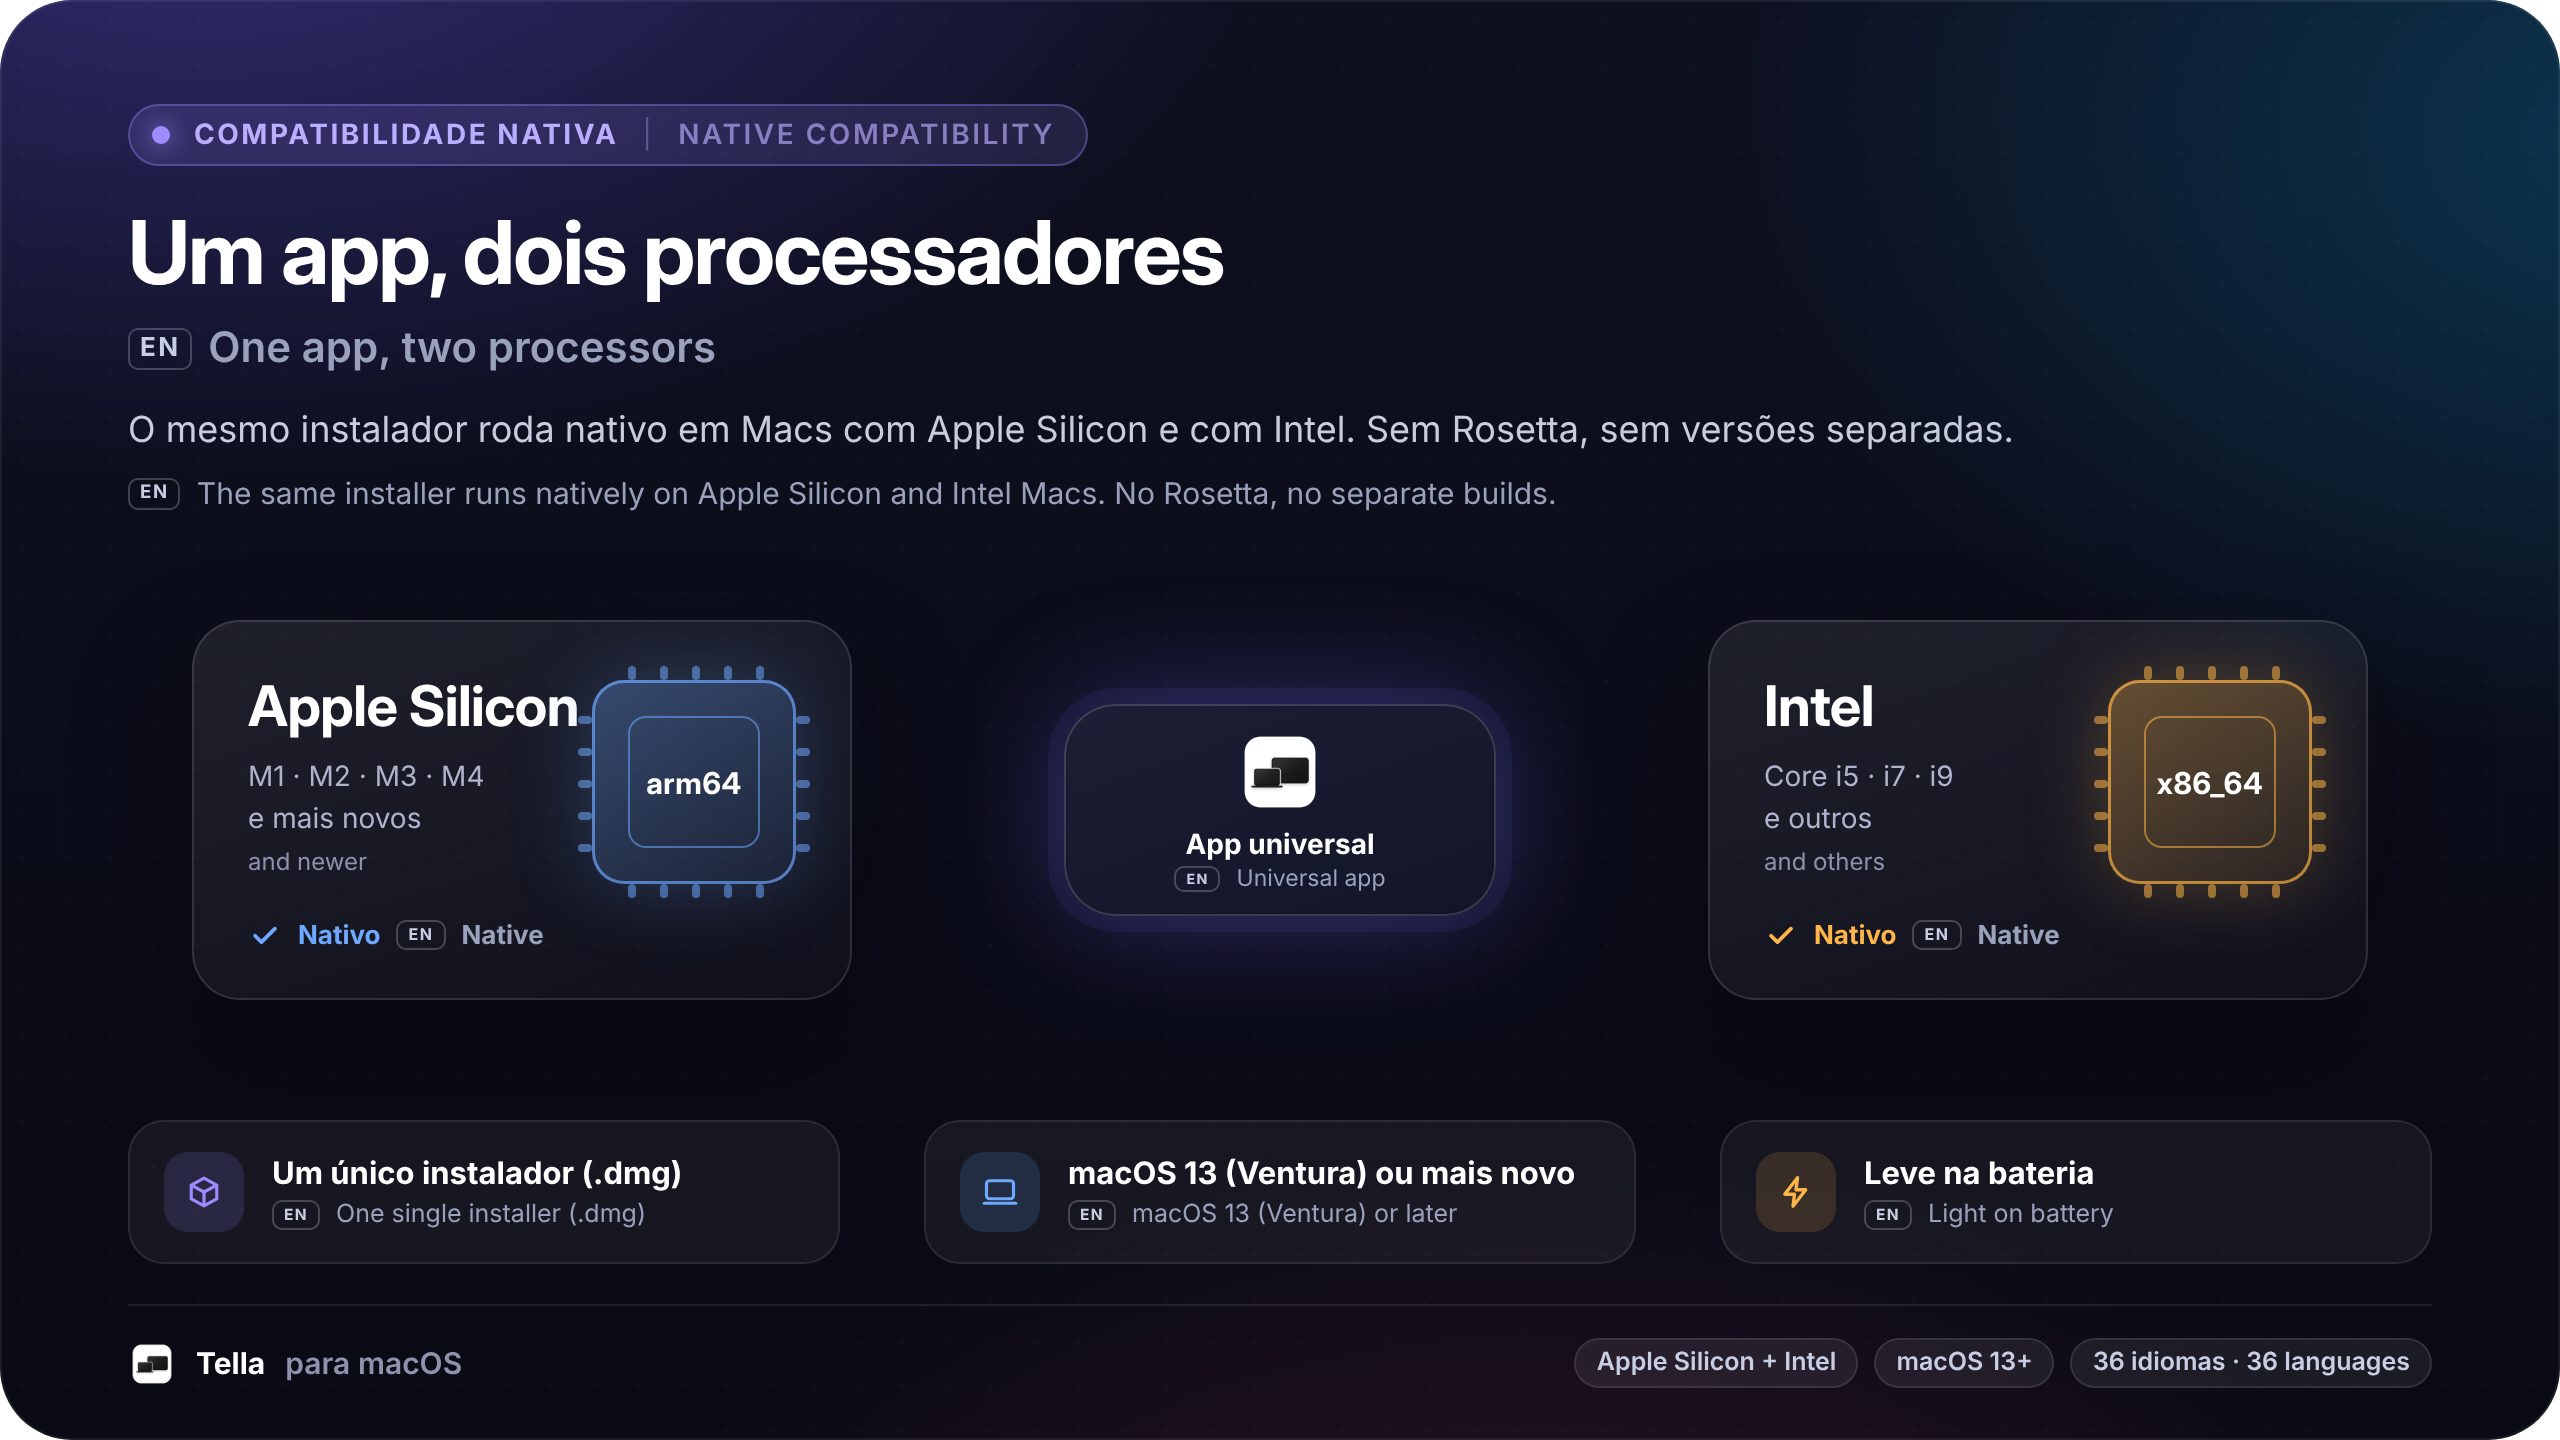 COMPATIBILIDADE NATIVA | NATIVE COMPATIBILITY
Um app, dois processadores
EN One app, two processors
O mesmo instalador roda nativo em Macs com Apple Silicon e com Intel. Sem Rosetta, sem versões separadas.
EN The same installer runs natively on Apple Silicon and Intel Macs. No Rosetta, no separate builds.
Apple Silicon
M1 · M2 · M3 · M4
e mais novos
and newer
Nativo EN Native
arm64
App universal
EN Universal app
Intel
Core i5 · i7 · i9
e outros
and others
Nativo EN Native
x86_64
Um único instalador (.dmg)
EN One single installer (.dmg)
macOS 13 (Ventura) ou mais novo
EN macOS 13 (Ventura) or later
Leve na bateria
EN Light on battery
Tella para macOS
Apple Silicon + Intel
macOS 13+
36 idiomas · 36 languages